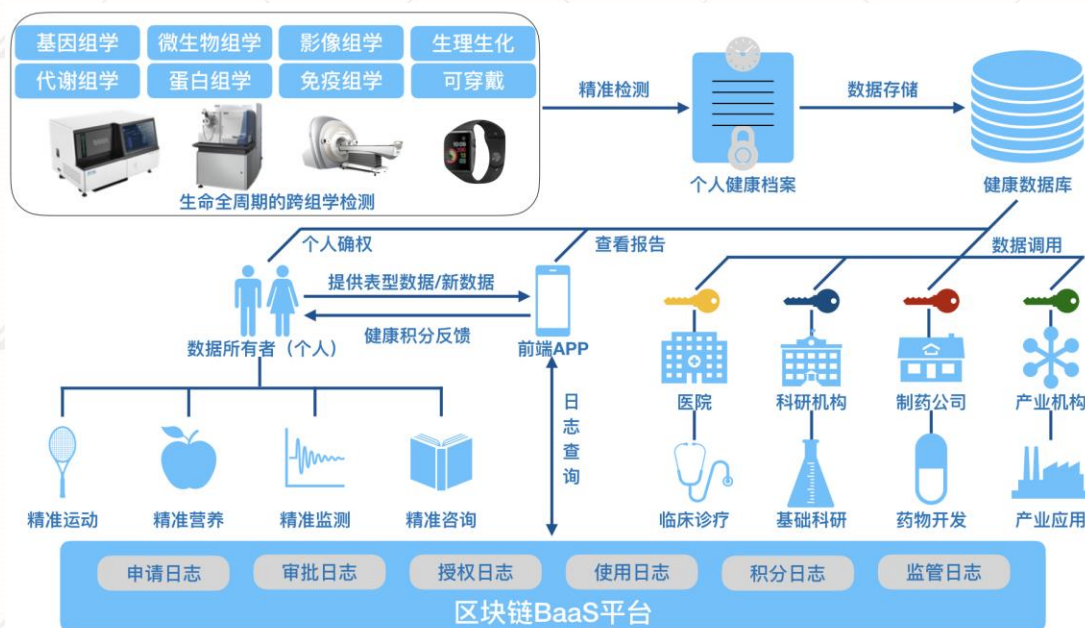 基因组学 微生物组学 影像组学 生理生化
代谢组学 蛋白组学 免疫组学 可穿戴
生命全周期的跨组学检测
精准检测
个人健康档案
数据存储
健康数据库
个人确权
查看报告
数据调用
提供表型数据/新数据
健康积分反馈
数据所有者（个人）
前端APP
医院
科研机构
制药公司
产业机构
日志查询
精准运动
精准营养
精准监测
精准咨询
临床诊疗
基础科研
药物开发
产业应用
申请日志 审批日志 授权日志 使用日志 积分日志 监管日志
区块链BaaS平台